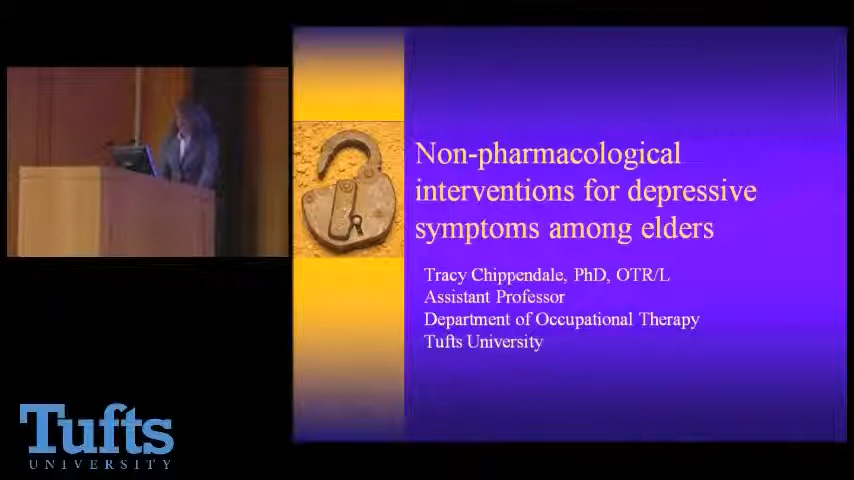 Non-pharmacological
interventions for depressive
symptoms among elders
Tracy Chippendale, PhD, OTR/L
Assistant Professor
Department of Occupational Therapy
Tufts University
Tufts
UNIVERSITY